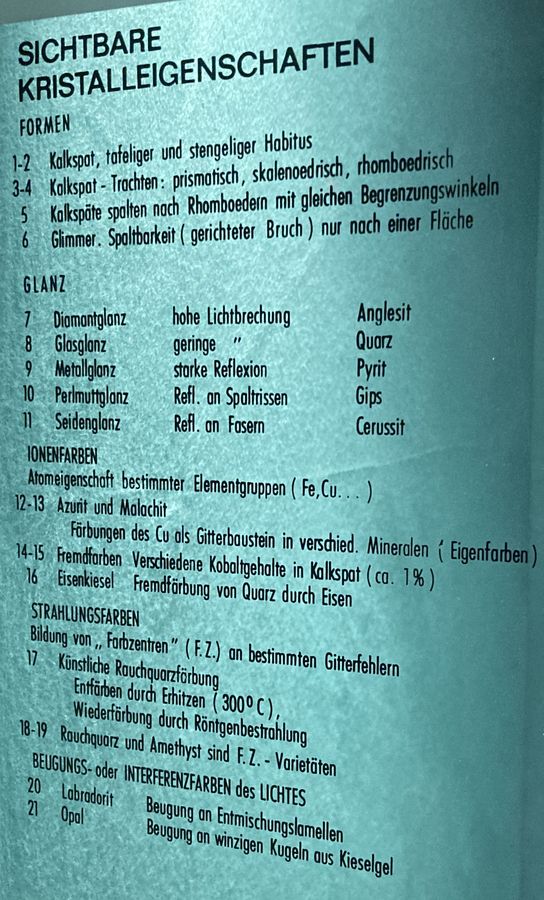 SICHTBARE
KRISTALLEIGENSCHAFTEN
FORMEN
1-2 Kalkspat, tafeliger und stengeliger Habitus
3-4 Kalkspat - Trachten: prismatisch, skalenoedrisch, rhomboedrisch
5 Kalkspäte spalten nach Rhomboedern mit gleichen Begrenzungswinkeln
6 Glimmer. Spaltbarkeit ( gerichteter Bruch ) nur nach einer Fläche
GLANZ
7 Diamantglanz hohe Lichtbrechung Anglesit
8 Glasglanz geringe " Quarz
9 Metallglanz starke Reflexion Pyrit
10 Perlmuttglanz Refl. an Spaltrissen Gips
11 Seidenglanz Refl. an Fasern Cerussit
IONENFARBEN
Atomeigenschaft bestimmter Elementgruppen ( Fe,Cu. . . )
12-13 Azurit und Malachit
Färbungen des Cu als Gitterbaustein in verschied. Mineralen ( Eigenfarben )
14-15 Fremdfarben Verschiedene Kobaltgehalte in Kalkspat ( ca. 1% )
16 Eisenkiesel Fremdfärbung von Quarz durch Eisen
STRAHLUNGSFARBEN
Bildung von „ Farbzentren" ( F.Z.) an bestimmten Gitterfehlern
17 Künstliche Rauchquarzfärbung
Entfärben durch Erhitzen ( 300°C ),
Wiederfärbung durch Röntgenbestrahlung
18-19 Rauchquarz und Amethyst sind F.Z. - Varietäten
BEUGUNGS- oder INTERFERENZFARBEN des LICHTES
20 Labradorit Beugung an Entmischungslamellen
21 Opal Beugung an winzigen Kugeln aus Kieselgel